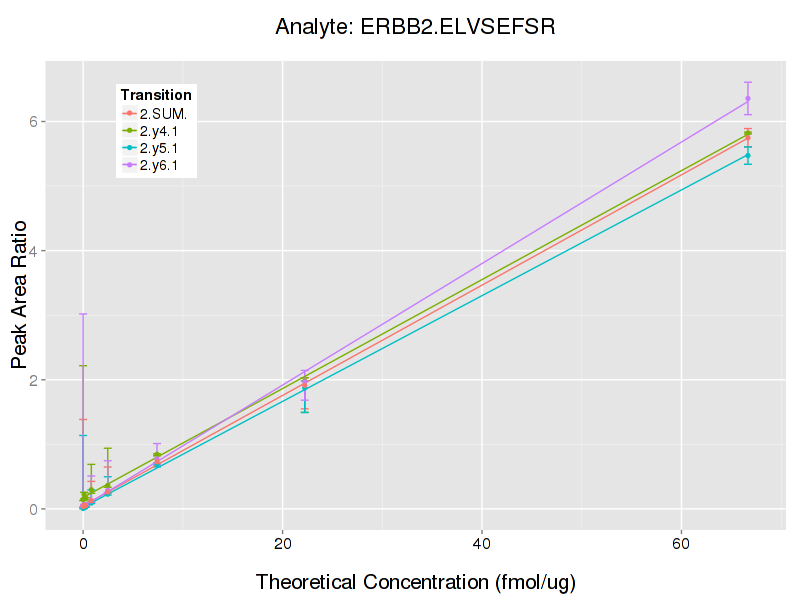 Analyte: ERBB2.ELVSEFSR
Transition
2.SUM.
2.y4.1
2.y5.1
2.y6.1
6
4
2
0
Peak Area Ratio
0 20 40 60
Theoretical Concentration (fmol/ug)